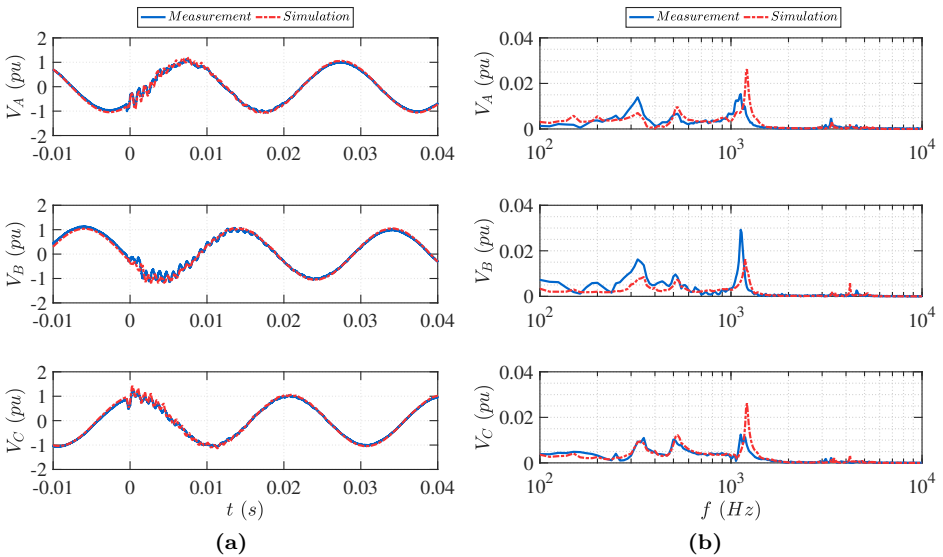 Measurement Simulation
V_A (pu)
2
1
0
-1
-2
-0.01 0 0.01 0.02 0.03 0.04
V_B (pu)
2
1
0
-1
-2
-0.01 0 0.01 0.02 0.03 0.04
V_C (pu)
2
1
0
-1
-2
-0.01 0 0.01 0.02 0.03 0.04
t (s)
(a)
Measurement Simulation
V_A (pu)
0.04
0.02
0
10^2 10^3 10^4
V_B (pu)
0.04
0.02
0
10^2 10^3 10^4
V_C (pu)
0.04
0.02
0
10^2 10^3 10^4
f (Hz)
(b)